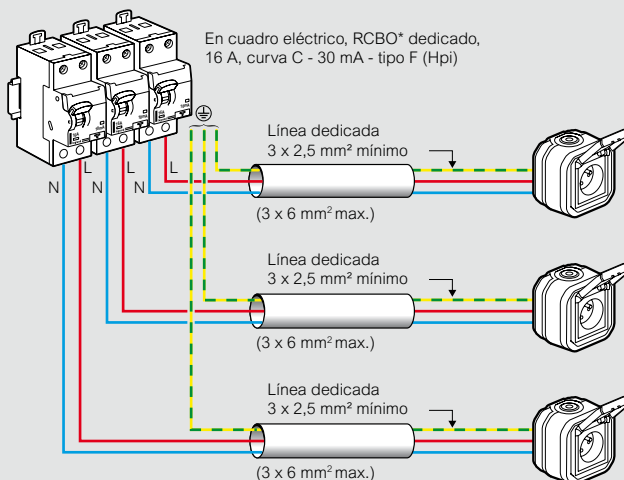 En cuadro eléctrico, RCBO* dedicado,
16 A, curva C - 30 mA - tipo F (Hpi)
Línea dedicada
3 x 2,5 mm² mínimo
L
L
L
N
N
N
(3 x 6 mm² max.)
Línea dedicada
3 x 2,5 mm² mínimo
(3 x 6 mm² max.)
Línea dedicada
3 x 2,5 mm² mínimo
(3 x 6 mm² max.)